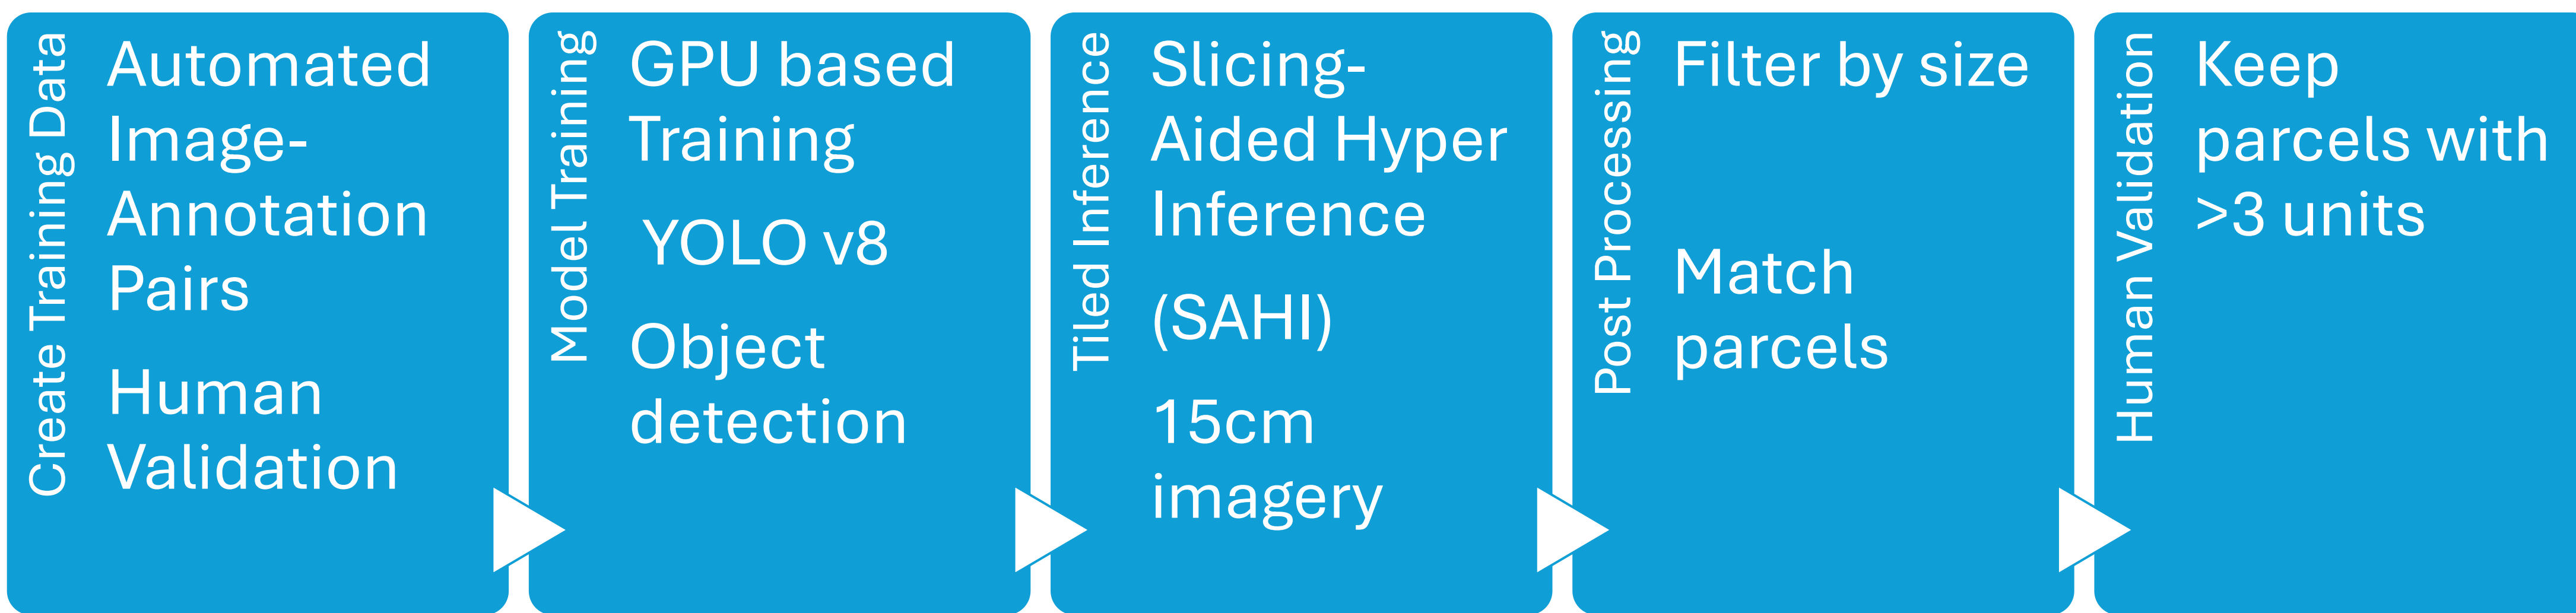 Create Training Data
Automated
Image-
Annotation
Pairs
Human
Validation
Model Training
GPU based
Training
YOLO v8
Object
detection
Tiled Inference
Slicing-
Aided Hyper
Inference
(SAHI)
15cm
imagery
Post Processing
Filter by size
Match
parcels
Human Validation
Keep
parcels with
>3 units